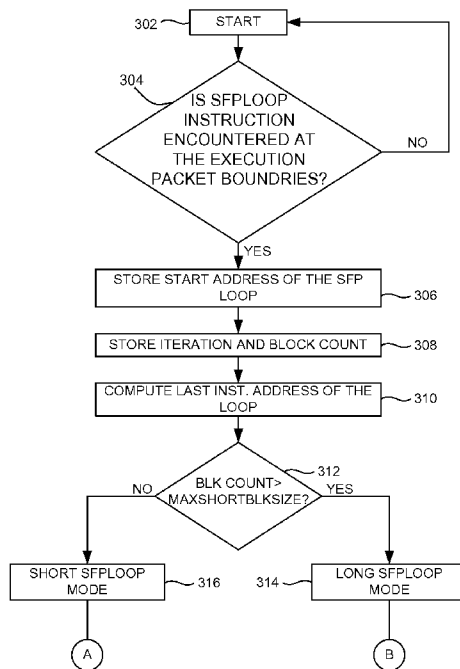 302
START
304
IS SFPLOOP
INSTRUCTION
ENCOUNTERED AT
THE EXECUTION
PACKET BOUNDRIES?
NO
YES
STORE START ADDRESS OF THE SFP
LOOP
306
STORE ITERATION AND BLOCK COUNT
308
COMPUTE LAST INST. ADDRESS OF THE
LOOP
310
312
BLK COUNT>
MAXSHORTBLKSIZE?
NO
YES
SHORT SFPLOOP
MODE
316
314
LONG SFPLOOP
MODE
A
B